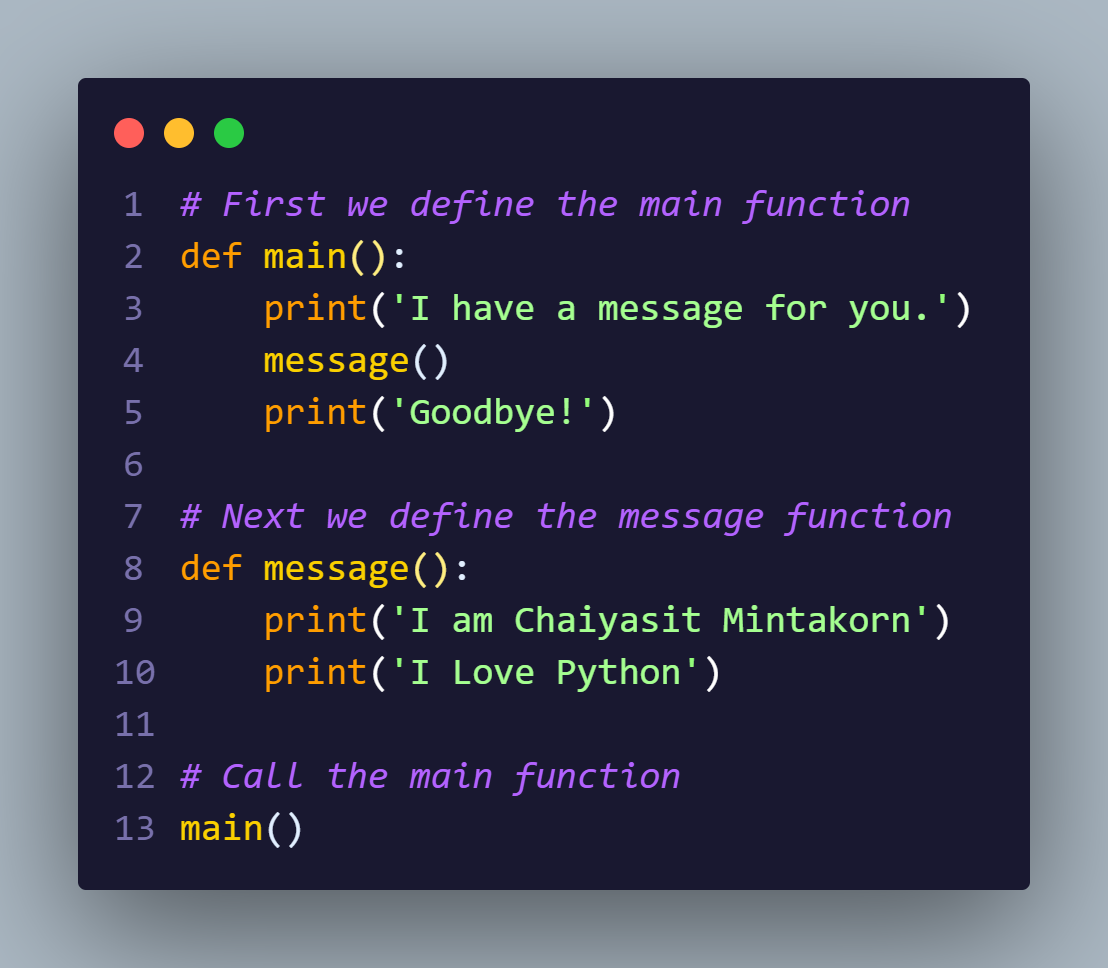 1 # First we define the main function
2 def main():
3     print('I have a message for you.')
4     message()
5     print('Goodbye!')
6
7 # Next we define the message function
8 def message():
9     print('I am Chaiyasit Mintakorn')
10     print('I Love Python')
11
12 # Call the main function
13 main()